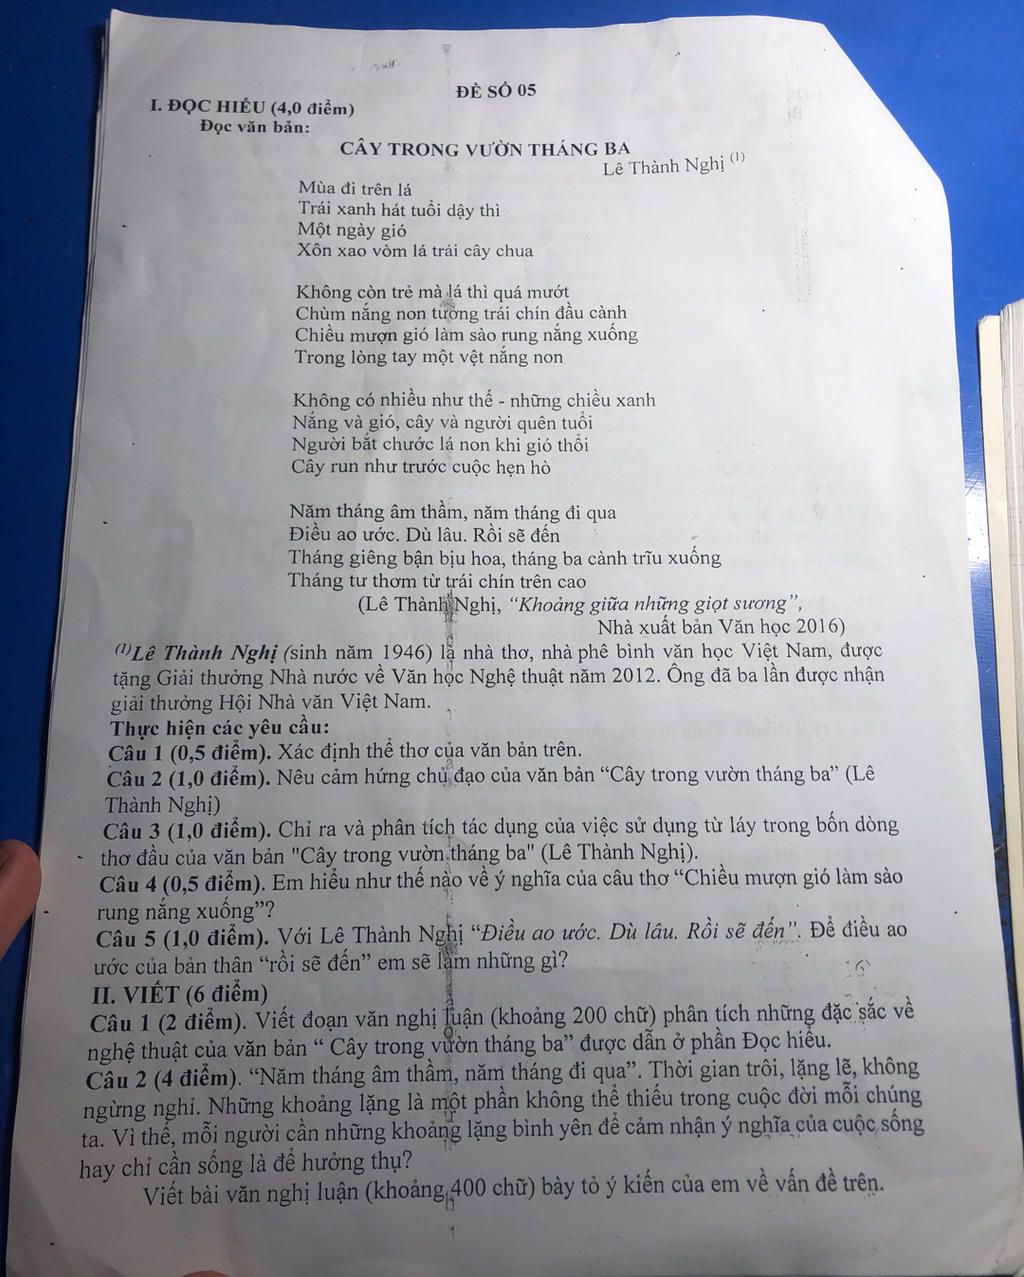 ĐỀ SỐ 05
I. ĐỌC HIỂU (4,0 điểm)
Đọc văn bản:
CÂY TRONG VƯỜN THÁNG BA
Lê Thành Nghị (1)
Mùa đi trên lá
Trái xanh hát tuổi dậy thì
Một ngày gió
Xôn xao vòm lá trái cây chua
Không còn trẻ mà lá thì quá mướt
Chùm nắng non tưởng trái chín đầu cành
Chiều mượn gió làm sào rung nắng xuống
Trong lòng tay một vệt nắng non
Không có nhiều như thế - những chiều xanh
Nắng và gió, cây và người quên tuổi
Người bắt chước lá non khi gió thổi
Cây run như trước cuộc hẹn hò
Năm tháng âm thầm, năm tháng đi qua
Điều ao ước. Dù lâu. Rồi sẽ đến
Tháng giêng bận bịu hoa, tháng ba cành trĩu xuống
Tháng tư thơm từ trái chín trên cao
(Lê Thành Nghị, “Khoảng giữa những giọt sương”,
Nhà xuất bản Văn học 2016)
(1)Lê Thành Nghị (sinh năm 1946) là nhà thơ, nhà phê bình văn học Việt Nam, được
tặng Giải thưởng Nhà nước về Văn học Nghệ thuật năm 2012. Ông đã ba lần được nhận
giải thưởng Hội Nhà văn Việt Nam.
Thực hiện các yêu cầu:
Câu 1 (0,5 điểm). Xác định thể thơ của văn bản trên.
Câu 2 (1,0 điểm). Nêu cảm hứng chủ đạo của văn bản “Cây trong vườn tháng ba” (Lê
Thành Nghị)
Câu 3 (1,0 điểm). Chỉ ra và phân tích tác dụng của việc sử dụng từ láy trong bốn dòng
thơ đầu của văn bản "Cây trong vườn tháng ba" (Lê Thành Nghị).
Câu 4 (0,5 điểm). Em hiểu như thế nào về ý nghĩa của câu thơ “Chiều mượn gió làm sào
rung nắng xuống”?
Câu 5 (1,0 điểm). Với Lê Thành Nghị “Điều ao ước. Dù lâu. Rồi sẽ đến”. Để điều ao
ước của bản thân “rồi sẽ đến” em sẽ làm những gì?
II. VIẾT (6 điểm)
Câu 1 (2 điểm). Viết đoạn văn nghị luận (khoảng 200 chữ) phân tích những đặc sắc về
nghệ thuật của văn bản “ Cây trong vườn tháng ba” được dẫn ở phần Đọc hiểu.
Câu 2 (4 điểm). “Năm tháng âm thầm, năm tháng đi qua”. Thời gian trôi, lặng lẽ, không
ngừng nghỉ. Những khoảng lặng là một phần không thể thiếu trong cuộc đời mỗi chúng
ta. Vì thế, mỗi người cần những khoảng lặng bình yên để cảm nhận ý nghĩa của cuộc sống
hay chỉ cần sống là để hưởng thụ?
Viết bài văn nghị luận (khoảng 400 chữ) bày tỏ ý kiến của em về vấn đề trên.